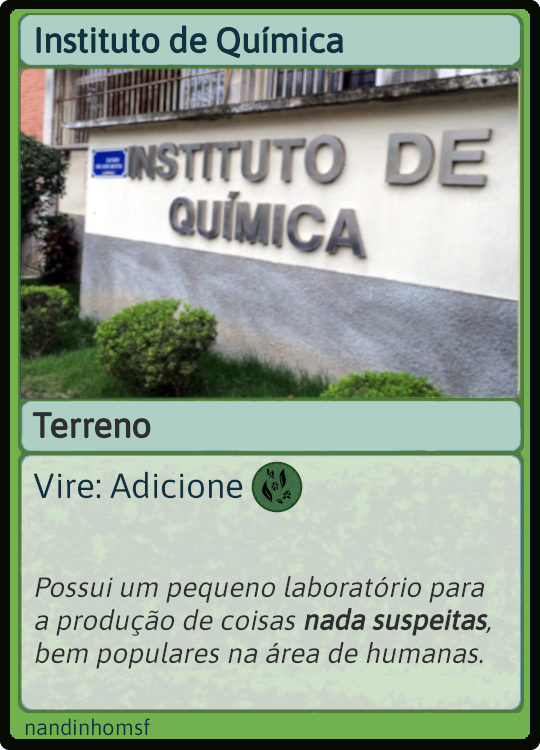 Instituto de Química
INSTITUTO DE
QUÍMICA
Terreno
Vire: Adicione
Possui um pequeno laboratório para
a produção de coisas nada suspeitas,
bem populares na área de humanas.
nandinhomsf